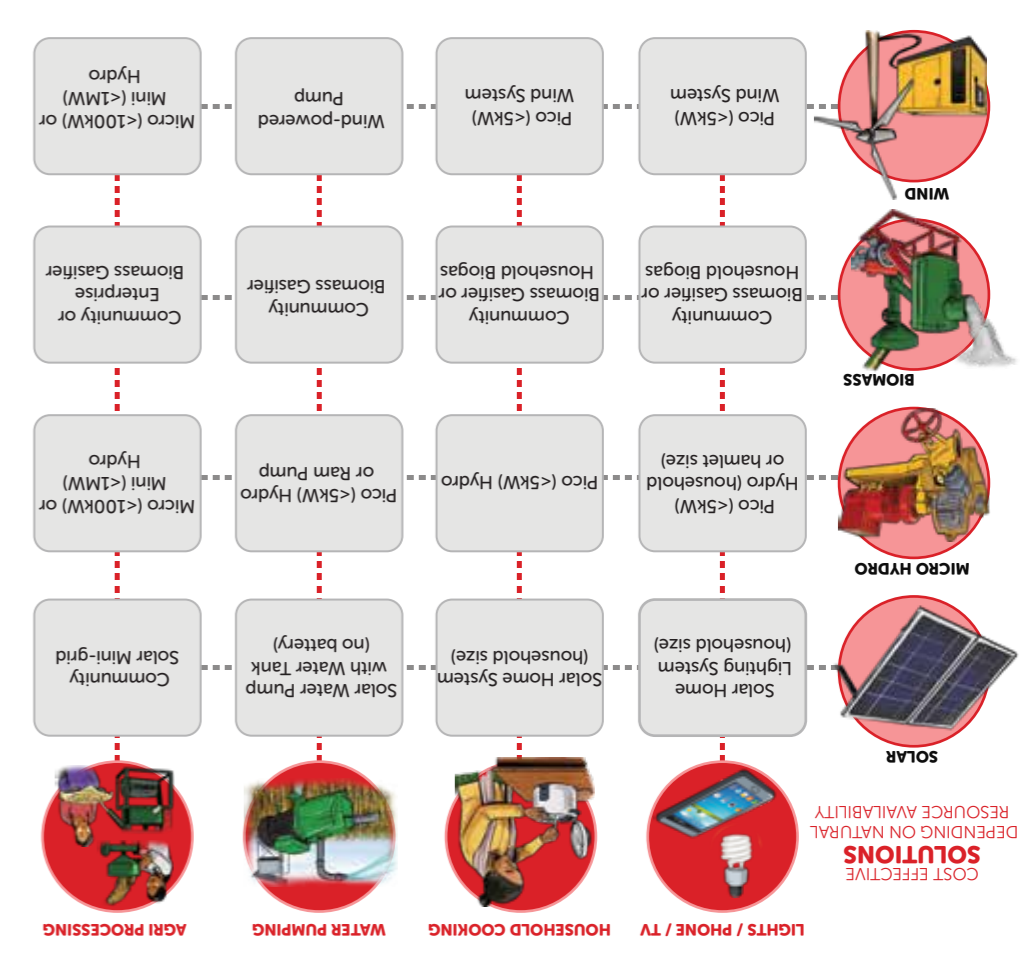 LIGHTS / PHONE / TV
HOUSEHOLD COOKING
WATER PUMPING
AGRI PROCESSING
COST EFFECTIVE
SOLUTIONS
DEPENDING ON NATURAL
RESOURCE AVAILABILITY
SOLAR
Solar Home
Lighting System
(household size)
Solar Home System
(household size)
Solar Water Pump
with Water Tank
(no battery)
Community
Solar Mini-grid
MICRO HYDRO
Pico (<5kW)
Hydro (household
or hamlet size)
Pico (<5kW) Hydro
Pico (<5kW) Hydro
or Ram Pump
Micro (<100kW) or
Mini (<1MW)
Hydro
BIOMASS
Community
Biomass Gasifier or
Household Biogas
Community
Biomass Gasifier or
Household Biogas
Community
Biomass Gasifier
Community or
Enterprise
Biomass Gasifier
WIND
Pico (<5kW)
Wind System
Pico (<5kW)
Wind System
Wind-powered
Pump
Micro (<100kW) or
Mini (<1MW)
Hydro